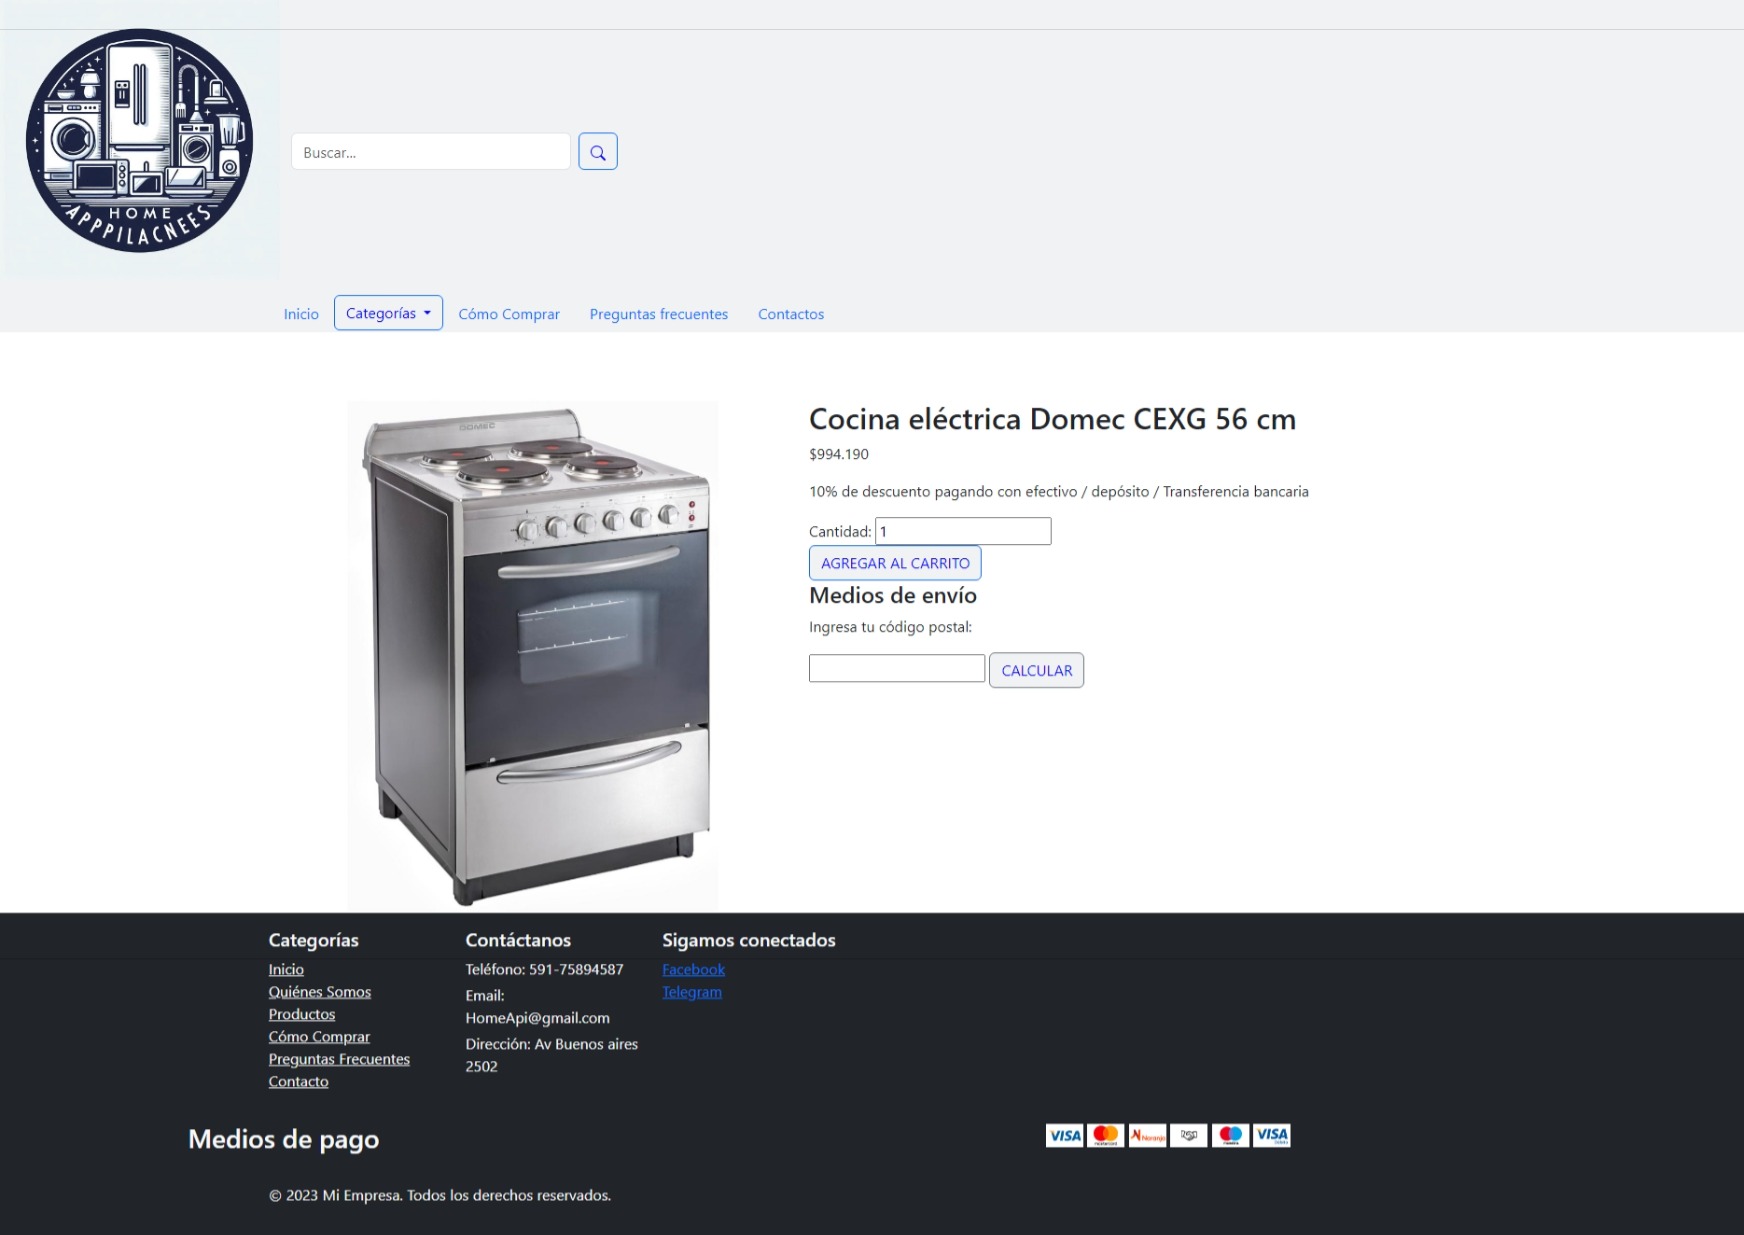 HOME
APPPILACNEES
Buscar...
Inicio
Categorías
Cómo Comprar
Preguntas frecuentes
Contactos
DOMEC
Cocina eléctrica Domec CEXG 56 cm
$994.190
10% de descuento pagando con efectivo / depósito / Transferencia bancaria
Cantidad: 1
AGREGAR AL CARRITO
Medios de envío
Ingresa tu código postal:
CALCULAR
Categorías
Inicio
Quiénes Somos
Productos
Cómo Comprar
Preguntas Frecuentes
Contacto
Contáctanos
Teléfono: 591-75894587
Email:
HomeApi@gmail.com
Dirección: Av Buenos aires
2502
Sigamos conectados
Facebook
Telegram
Medios de pago
VISA
mastercard
Naranja
VISA
© 2023 Mi Empresa. Todos los derechos reservados.